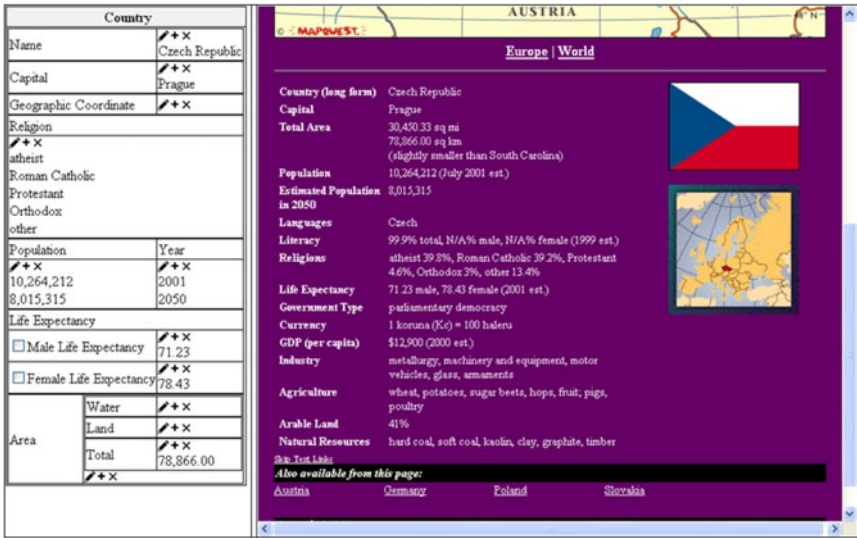 Country
Name
Czech Republic
Capital
Prague
Geographic Coordinate
Religion
atheist
Roman Catholic
Protestant
Orthodox
other
Population Year
10,264,212 2001
8,015,315 2050
Life Expectancy
Male Life Expectancy 71.23
Female Life Expectancy 78.43
Area
Water
Land
Total
78,866.00
AUSTRIA
© MAPQUEST
N
Europe | World
Country (long form) Czech Republic
Capital Prague
Total Area 30,450.33 sq mi
78,866.00 sq km
(slightly smaller than South Carolina)
Population 10,264,212 (July 2001 est.)
Estimated Population 8,015,315
in 2050
Languages Czech
Literacy 99.9% total, N/A% male, N/A% female (1999 est.)
Religions atheist 39.8%, Roman Catholic 39.2%, Protestant
4.6%, Orthodox 3%, other 13.4%
Life Expectancy 71.23 male, 78.43 female (2001 est.)
Government Type parliamentary democracy
Currency 1 koruna (Kc) = 100 haleru
GDP (per capita) $12,900 (2000 est.)
Industry metallurgy, machinery and equipment, motor
vehicles, glass, armaments
Agriculture wheat, potatoes, sugar beets, hops, fruit; pigs,
poultry
Arable Land 41%
Natural Resources hard coal, soft coal, kaolin, clay, graphite, timber
Skip Text Links
Also available from this page:
Austria Germany Poland Slovakia